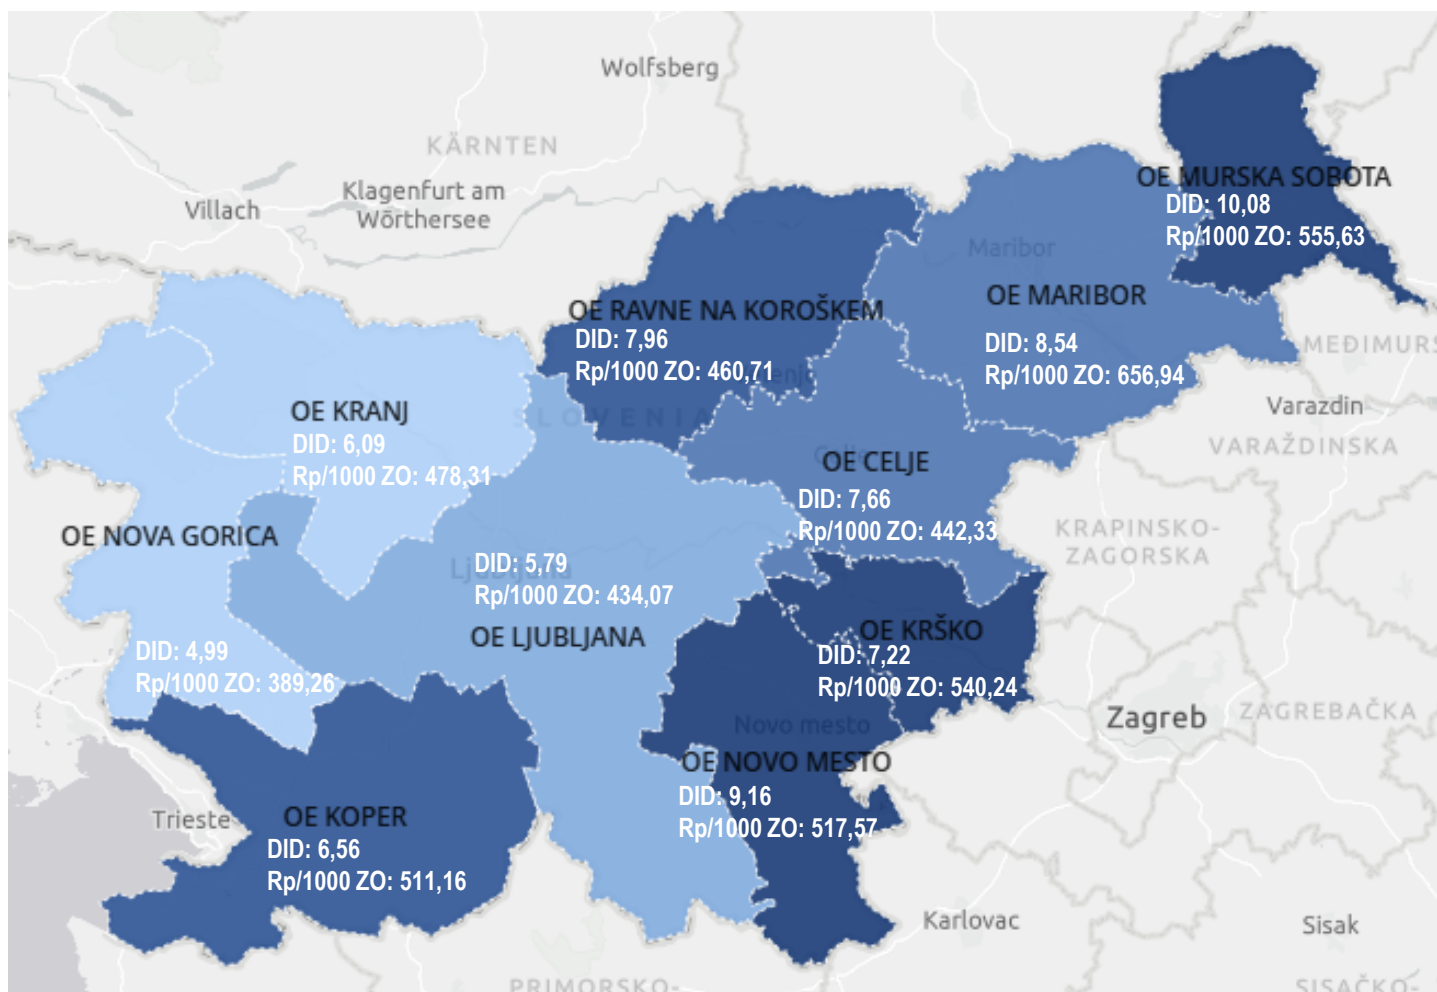 Wolfsberg
KÄRNTEN
Klagenfurt am
Wörthersee
Villach
OE MURSKA SOBOTA
DID: 10,08
Rp/1000 ZO: 555,63
Maribor
OE MARIBOR
DID: 8,54
Rp/1000 ZO: 656,94
OE RAVNE NA KOROŠKEM
DID: 7,96
Rp/1000 ZO: 460,71
SLOVENIA
MEĐIMURS
Varazdin
VARAŽDINSKA
OE KRANJ
DID: 6,09
Rp/1000 ZO: 478,31
OE CELJE
DID: 7,66
Rp/1000 ZO: 442,33
OE NOVA GORICA
DID: 4,99
Rp/1000 ZO: 389,26
KRAPINSKO-
ZAGORSKA
Ljubljana
DID: 5,79
Rp/1000 ZO: 434,07
OE LJUBLJANA
OE KRŠKO
DID: 7,22
Rp/1000 ZO: 540,24
Zagreb
ZAGREBAČKA
Novo mesto
OE NOVO MESTO
DID: 9,16
Rp/1000 ZO: 517,57
Trieste
OE KOPER
DID: 6,56
Rp/1000 ZO: 511,16
Karlovac
Sisak
PRIMORSKO-
SISAČKO-